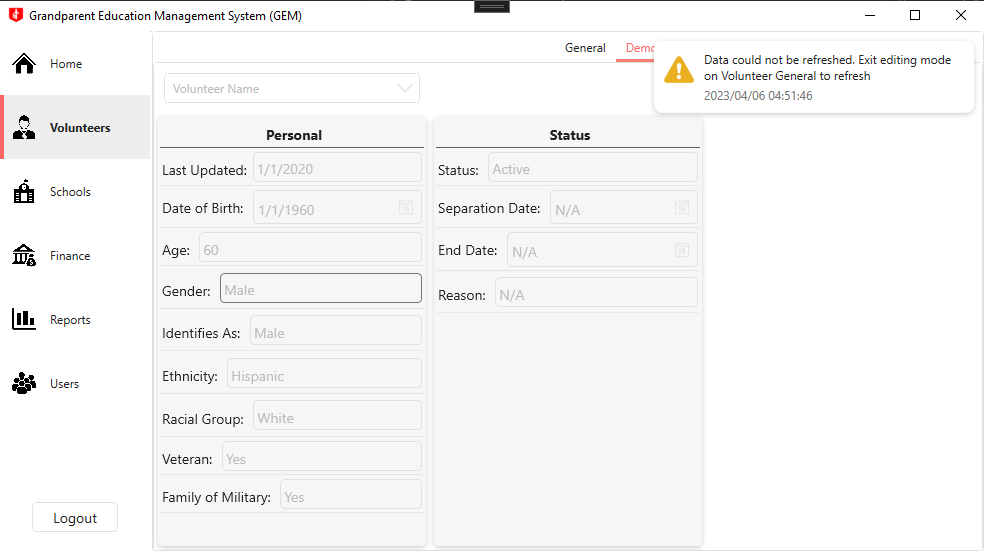 Grandparent Education Management System (GEM)
Home
Volunteers
Schools
Finance
Reports
Users
Logout
General
Data could not be refreshed. Exit editing mode
on Volunteer General to refresh
2023/04/06 04:51:46
Volunteer Name
Personal
Last Updated: 1/1/2020
Date of Birth: 1/1/1960
Age: 60
Gender: Male
Identifies As: Male
Ethnicity: Hispanic
Racial Group: White
Veteran: Yes
Family of Military: Yes
Status
Status: Active
Separation Date: N/A
End Date: N/A
Reason: N/A